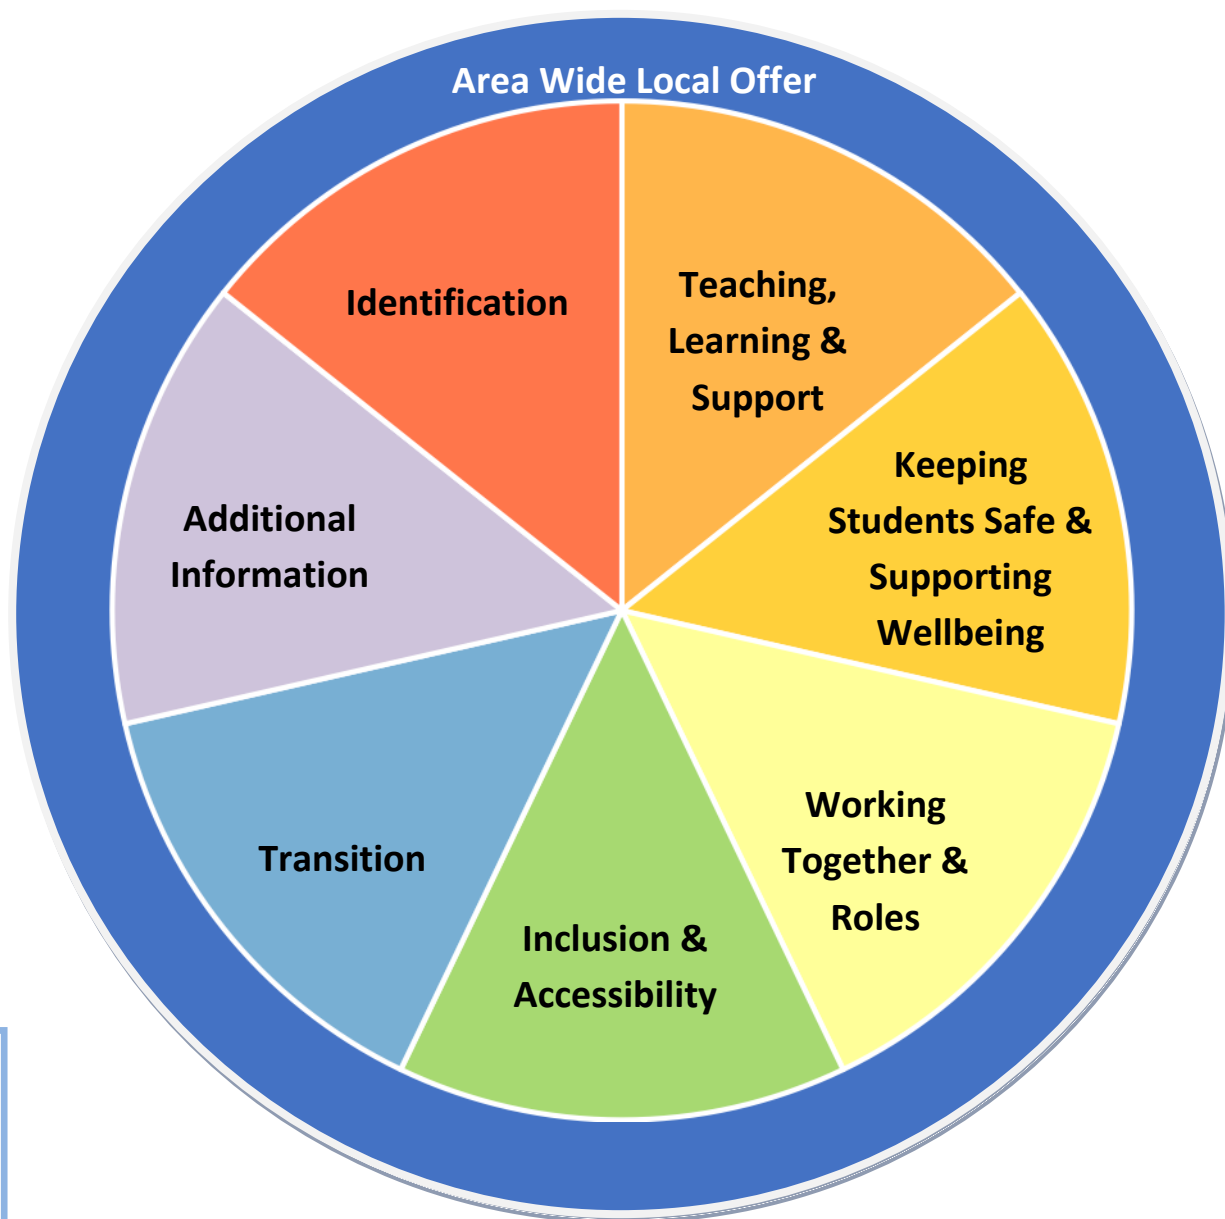 Area Wide Local Offer
Identification
Teaching,
Learning &
Support
Keeping
Students Safe &
Supporting
Wellbeing
Working
Together &
Roles
Inclusion &
Accessibility
Transition
Additional
Information